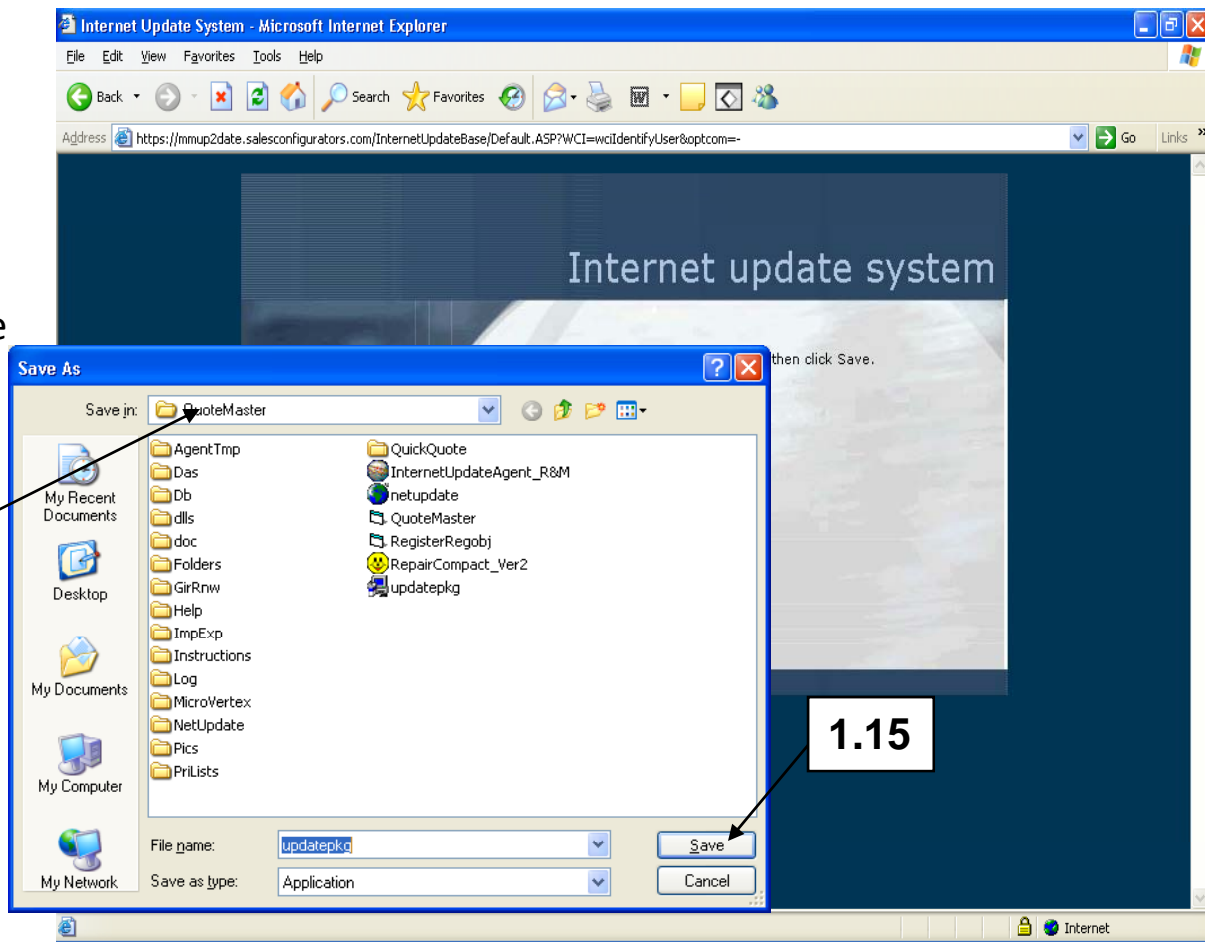 Internet Update System - Microsoft Internet Explorer
File Edit View Favorites Tools Help
Back Search Favorites
Address https://mmup2date.salesconfigurators.com/InternetUpdateBase/Default.ASP?WCI=wciIdentifyUser&optcom=- Go Links »
Internet update system
e
then click Save.
Save As
Save in: QuoteMaster
My Recent Documents
Desktop
My Documents
My Computer
My Network
AgentTmp
Das
Db
dlls
doc
Folders
GirRnw
Help
ImpExp
Instructions
Log
MicroVertex
NetUpdate
Pics
PriLists
QuickQuote
InternetUpdateAgent_R&M
netupdate
QuoteMaster
RegisterRegobj
RepairCompact_Ver2
updatepkg
1.15
File name: updatepkg Save
Save as type: Application Cancel
Internet